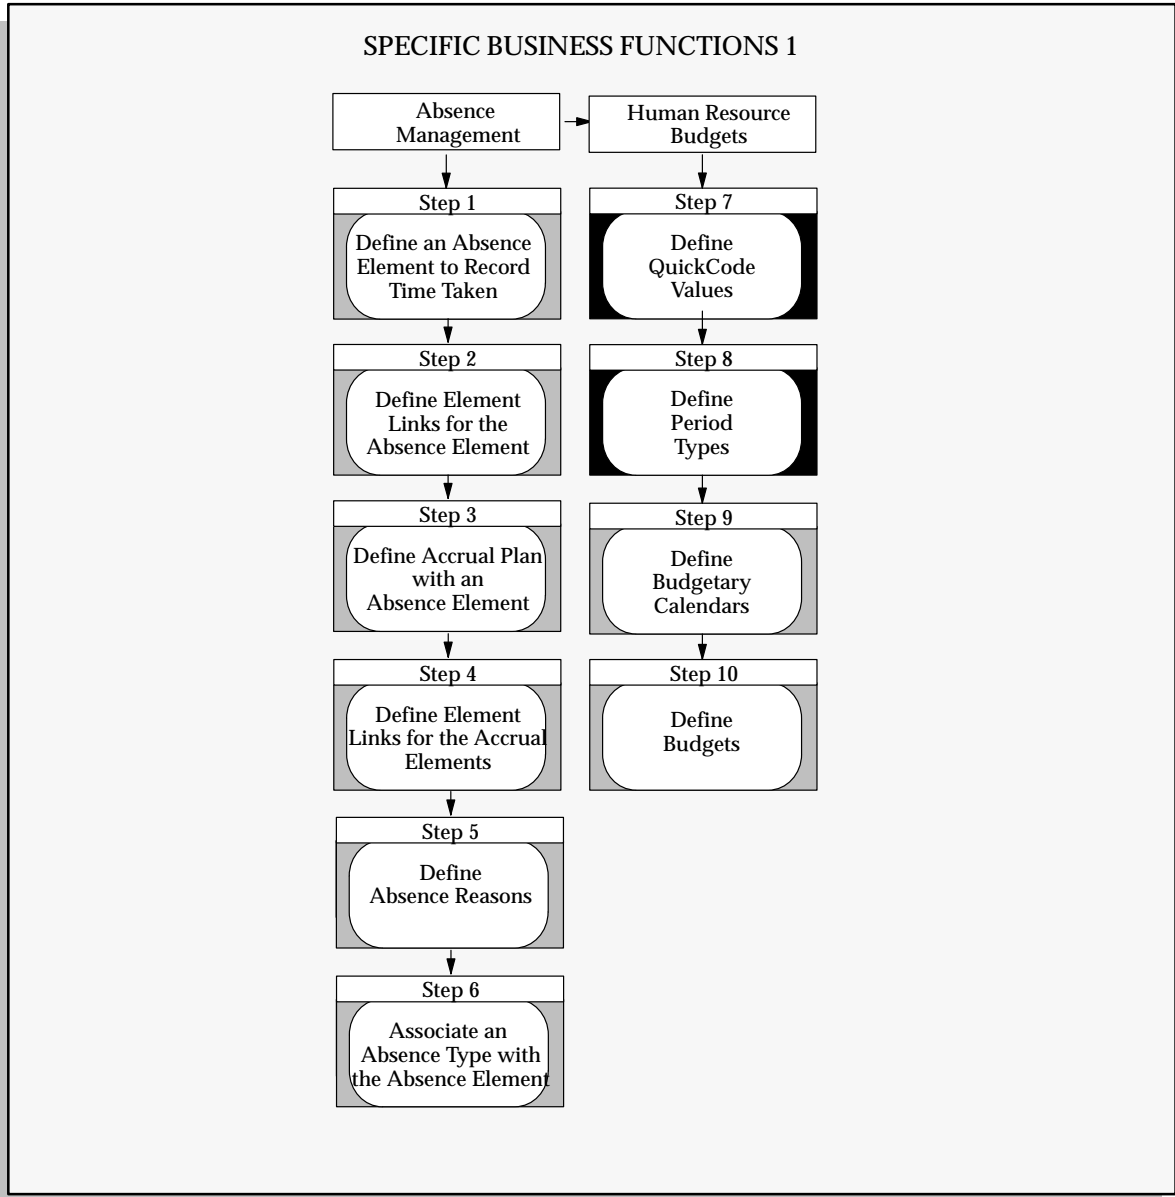 SPECIFIC BUSINESS FUNCTIONS 1
Absence
Management
Step 1
Define an Absence
Element to Record
Time Taken
Step 2
Define Element
Links for the
Absence Element
Step 3
Define Accrual Plan
with an
Absence Element
Step 4
Define Element
Links for the Accrual
Elements
Step 5
Define
Absence Reasons
Step 6
Associate an
Absence Type with
the Absence Element
Human Resource
Budgets
Step 7
Define
QuickCode
Values
Step 8
Define
Period
Types
Step 9
Define
Budgetary
Calendars
Step 10
Define
Budgets